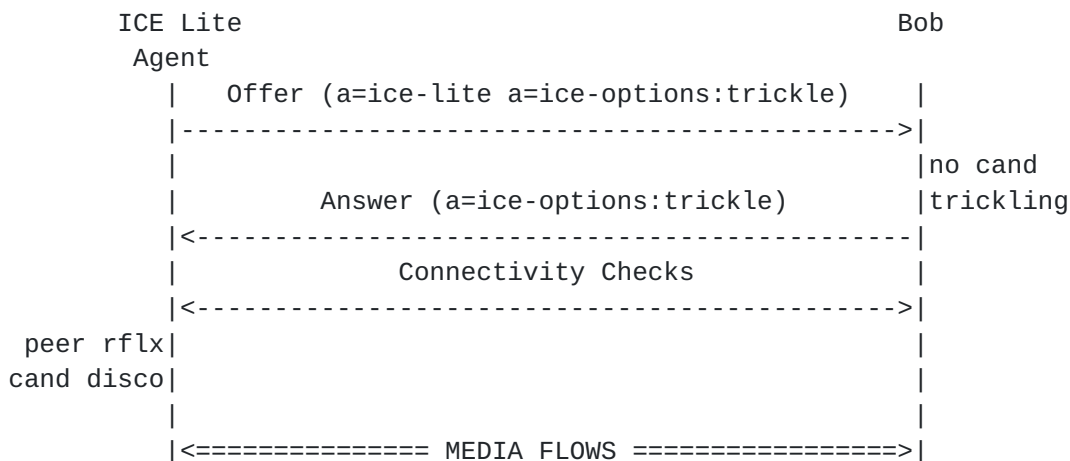 ICE Lite                                          Bob
 Agent
   |   Offer (a=ice-lite a=ice-options:trickle)    |
   |---------------------------------------------->|
   |                                               |no cand
   |         Answer (a=ice-options:trickle)        |trickling
   |<----------------------------------------------|
   |              Connectivity Checks              |
   |<--------------------------------------------->|
peer rflx|                                               |
cand disco|                                               |
   |                                               |
   |<=============== MEDIA FLOWS =================>|